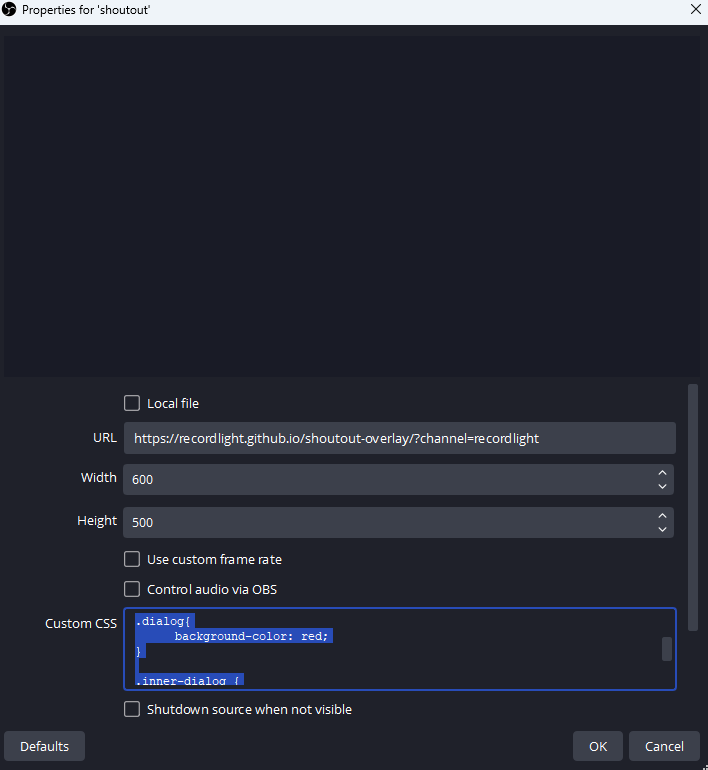 Properties for 'shoutout'
Local file
URL https://recordlight.github.io/shoutout-overlay/?channel=recordlight
Width 600
Height 500
Use custom frame rate
Control audio via OBS
Custom CSS .dialog{
background-color: red;
}
.inner-dialog {
Shutdown source when not visible
Defaults OK Cancel